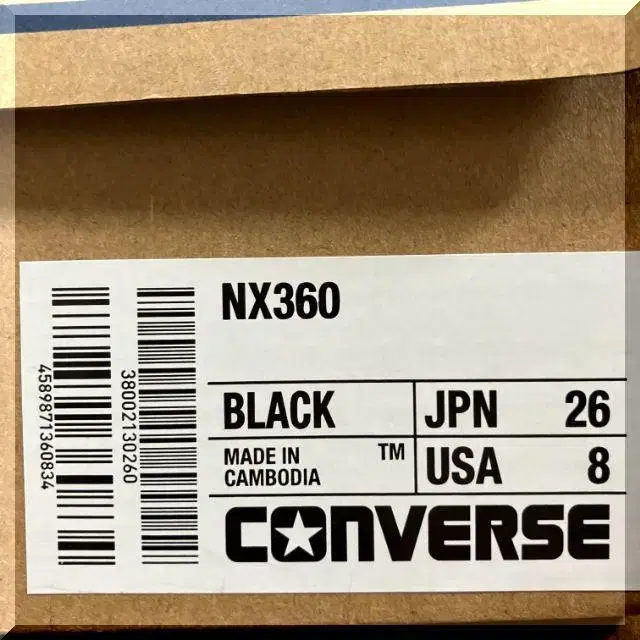 NX360
BLACK
JPN 26
MADE IN
CAMBODIA
TM
USA 8
CONVERSE
4589871360834
38002130260